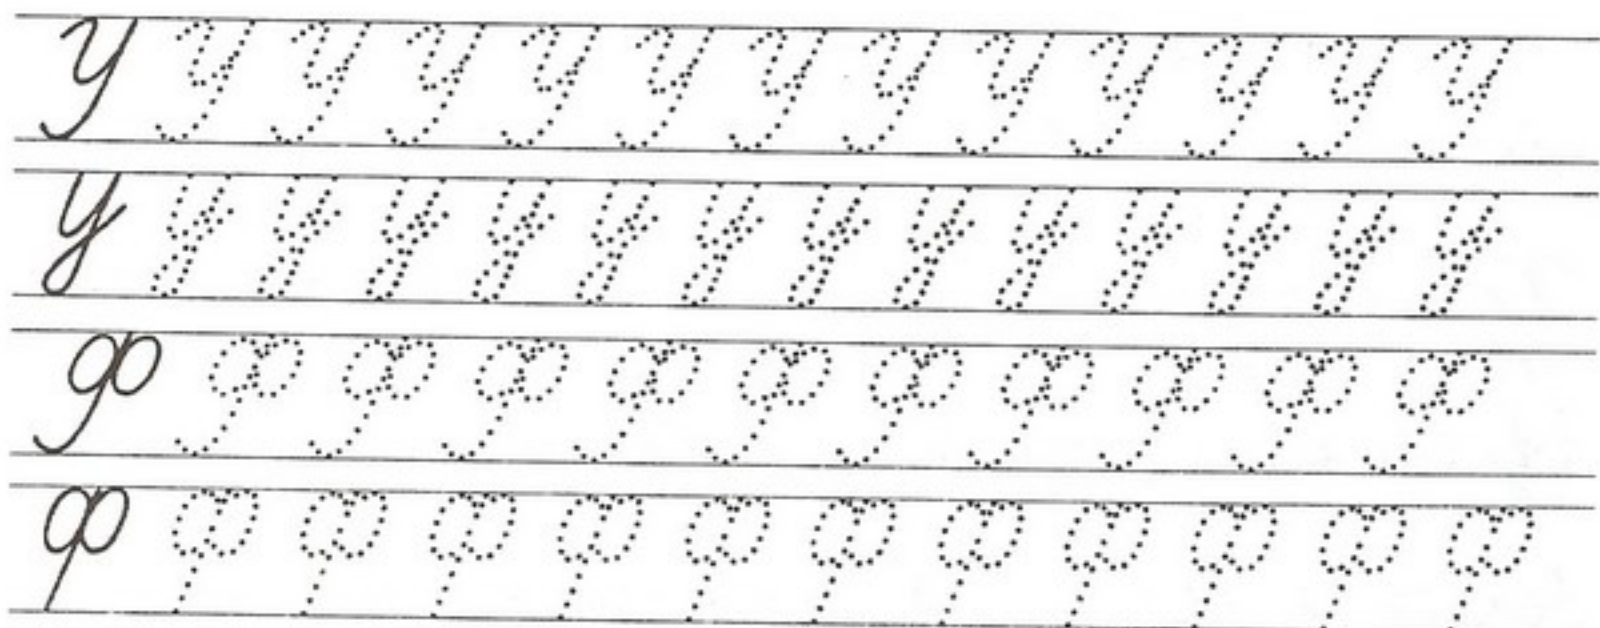 У У У У У У У У У У У У У
у у у у у у у у у у у у у у
Ф Ф Ф Ф Ф Ф Ф Ф Ф Ф Ф
ф ф ф ф ф ф ф ф ф ф ф ф